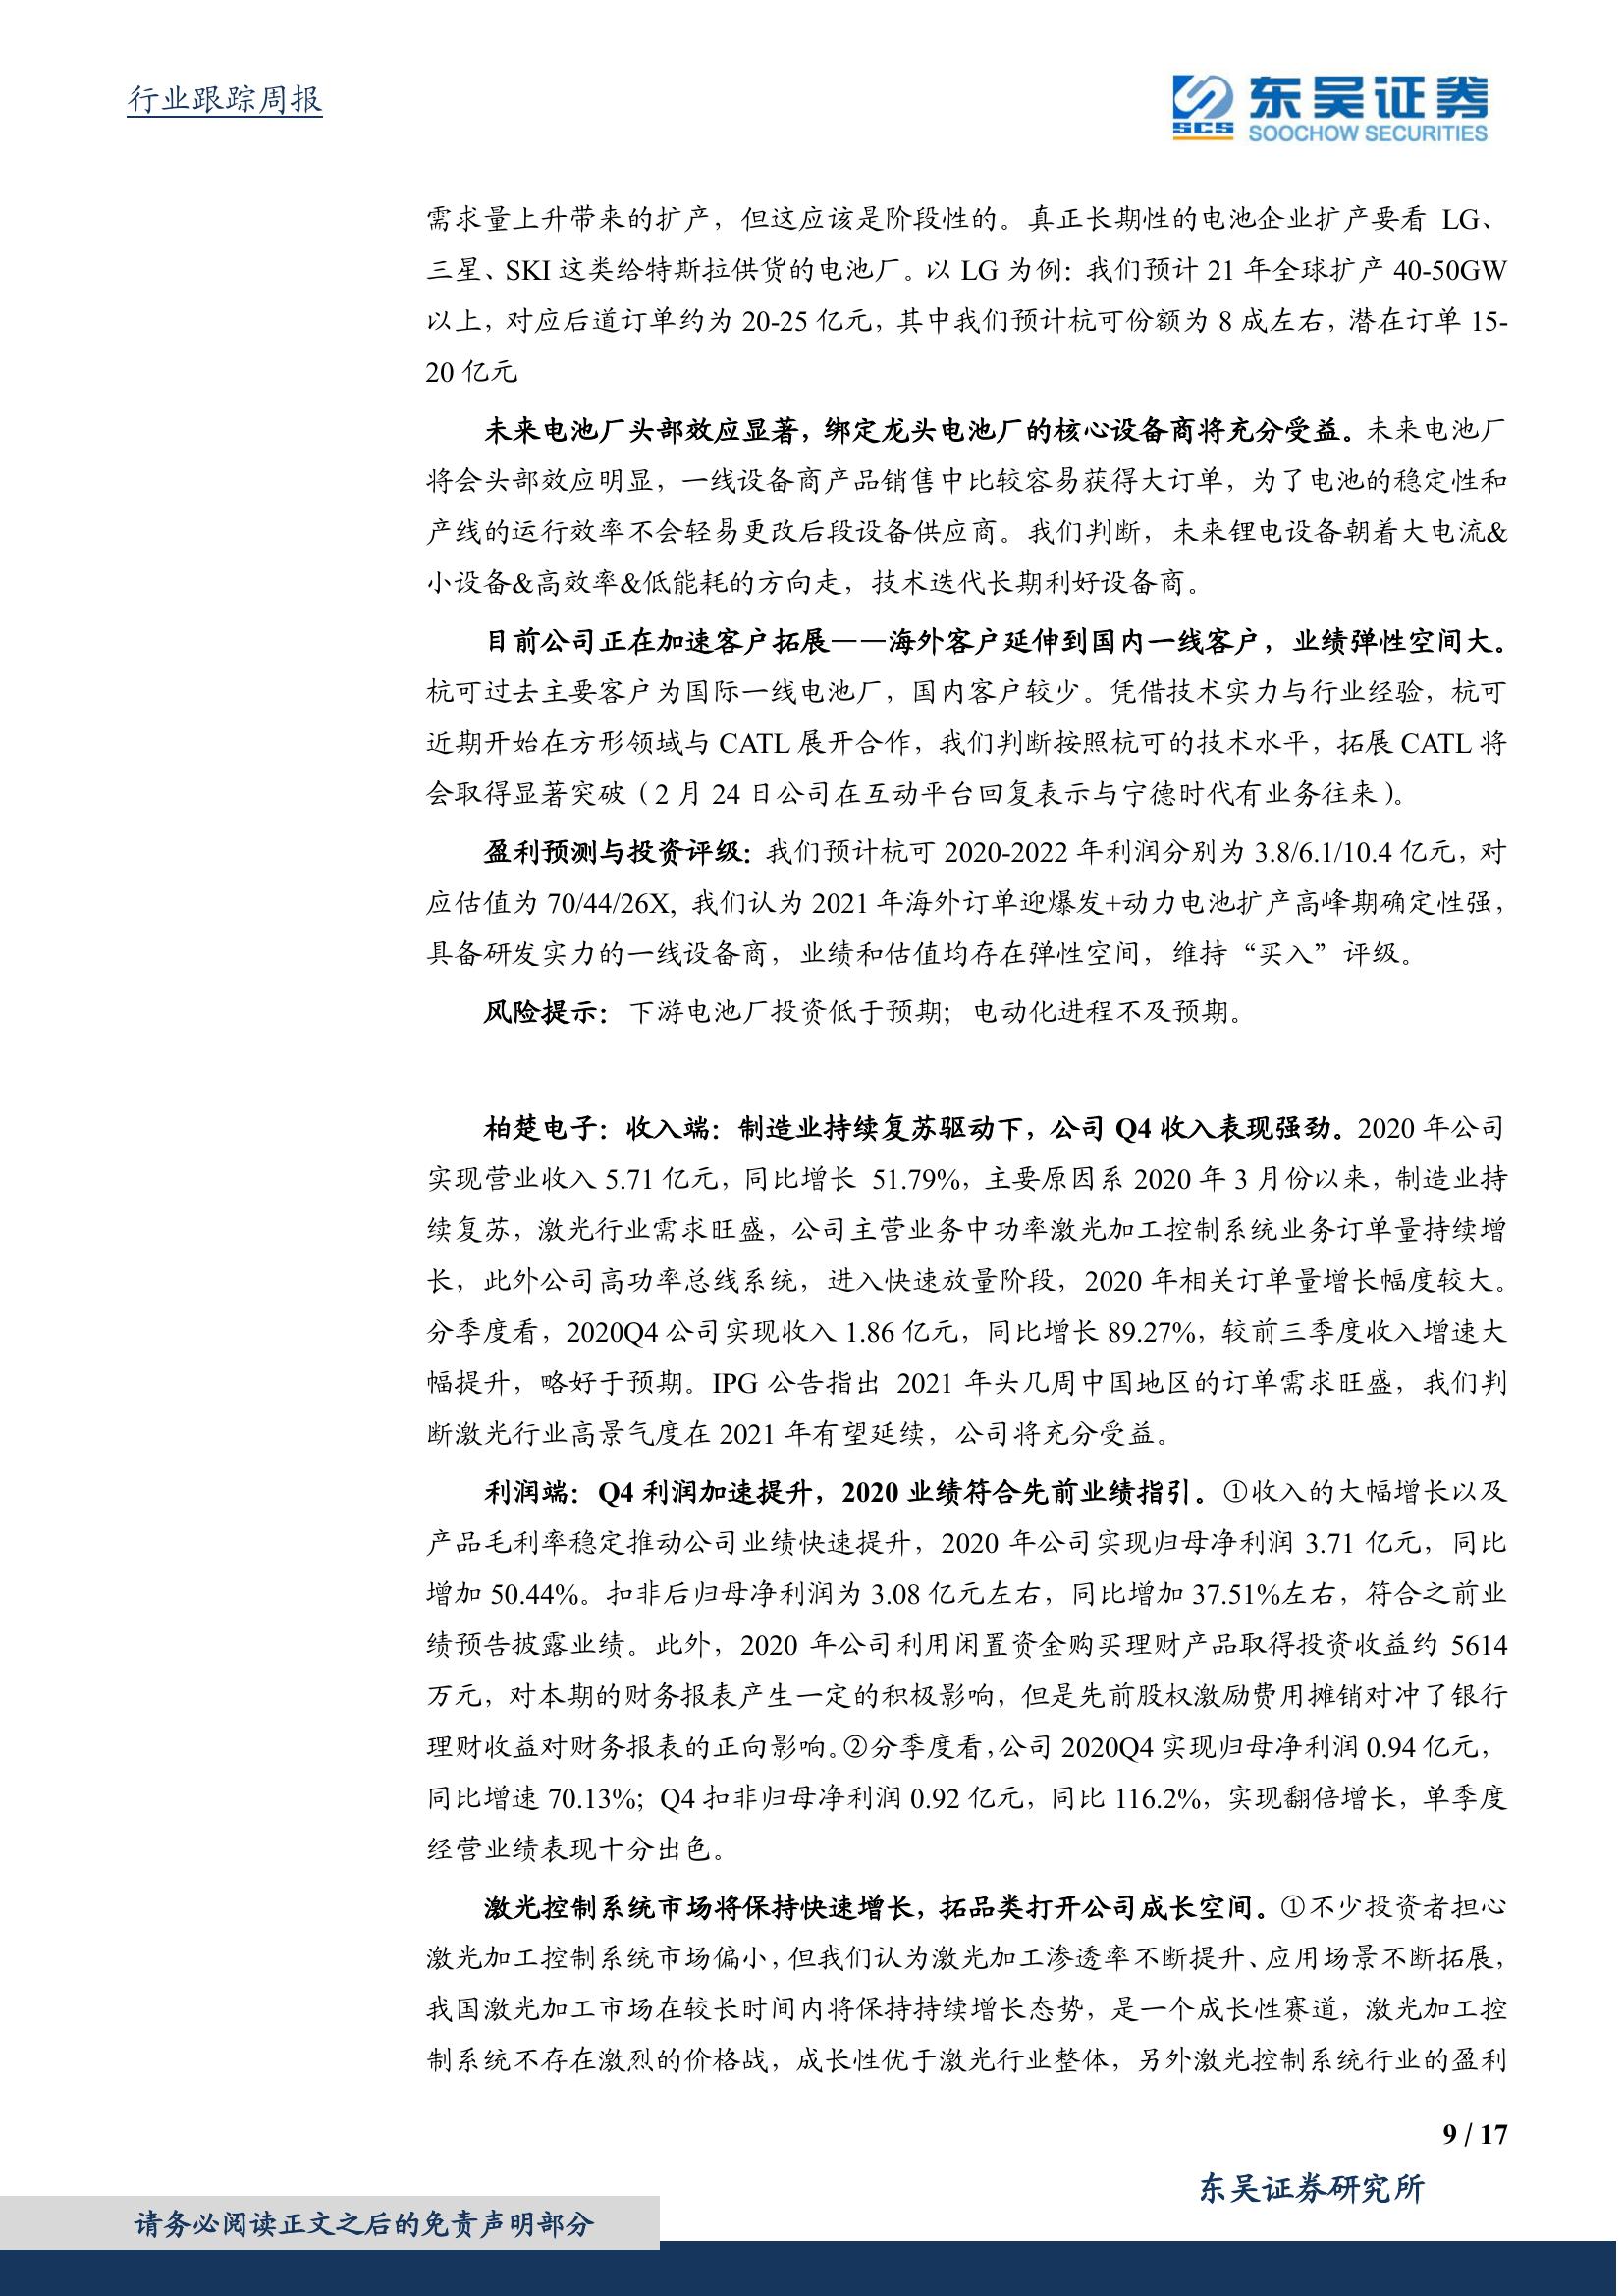 行业跟踪周报
SCS
东吴证券
SOOCHOW SECURITIES
需求量上升带来的扩产，但这应该是阶段性的。真正长期性的电池企业扩产要看 LG、
三星、SKI 这类给特斯拉供货的电池厂。以 LG 为例：我们预计 21 年全球扩产 40-50GW
以上，对应后道订单约为 20-25 亿元，其中我们预计杭可份额为 8 成左右，潜在订单 15-
20 亿元
未来电池厂头部效应显著，绑定龙头电池厂的核心设备商将充分受益。未来电池厂
将会头部效应明显，一线设备商产品销售中比较容易获得大订单，为了电池的稳定性和
产线的运行效率不会轻易更改后段设备供应商。我们判断，未来锂电设备朝着大电流&
小设备&高效率&低能耗的方向走，技术迭代长期利好设备商。
目前公司正在加速客户拓展——海外客户延伸到国内一线客户，业绩弹性空间大。
杭可过去主要客户为国际一线电池厂，国内客户较少。凭借技术实力与行业经验，杭可
近期开始在方形领域与 CATL 展开合作，我们判断按照杭可的技术水平，拓展 CATL 将
会取得显著突破（2 月 24 日公司在互动平台回复表示与宁德时代有业务往来）。
盈利预测与投资评级：我们预计杭可 2020-2022 年利润分别为 3.8/6.1/10.4 亿元，对
应估值为 70/44/26X, 我们认为 2021 年海外订单迎爆发+动力电池扩产高峰期确定性强，
具备研发实力的一线设备商，业绩和估值均存在弹性空间，维持“买入”评级。
风险提示：下游电池厂投资低于预期；电动化进程不及预期。
柏楚电子：收入端：制造业持续复苏驱动下，公司 Q4 收入表现强劲。2020 年公司
实现营业收入 5.71 亿元，同比增长 51.79%，主要原因系 2020 年 3 月份以来，制造业持
续复苏，激光行业需求旺盛，公司主营业务中功率激光加工控制系统业务订单量持续增
长，此外公司高功率总线系统，进入快速放量阶段，2020 年相关订单量增长幅度较大。
分季度看，2020Q4 公司实现收入 1.86 亿元，同比增长 89.27%，较前三季度收入增速大
幅提升，略好于预期。IPG 公告指出 2021 年头几周中国地区的订单需求旺盛，我们判
断激光行业高景气度在 2021 年有望延续，公司将充分受益。
利润端：Q4 利润加速提升，2020 业绩符合先前业绩指引。①收入的大幅增长以及
产品毛利率稳定推动公司业绩快速提升，2020 年公司实现归母净利润 3.71 亿元，同比
增加 50.44%。扣非后归母净利润为 3.08 亿元左右，同比增加 37.51%左右，符合之前业
绩预告披露业绩。此外，2020 年公司利用闲置资金购买理财产品取得投资收益约 5614
万元，对本期的财务报表产生一定的积极影响，但是先前股权激励费用摊销对冲了银行
理财收益对财务报表的正向影响。②分季度看，公司 2020Q4 实现归母净利润 0.94 亿元，
同比增速 70.13%；Q4 扣非归母净利润 0.92 亿元，同比 116.2%，实现翻倍增长，单季度
经营业绩表现十分出色。
激光控制系统市场将保持快速增长，拓品类打开公司成长空间。①不少投资者担心
激光加工控制系统市场偏小，但我们认为激光加工渗透率不断提升、应用场景不断拓展，
我国激光加工市场在较长时间内将保持持续增长态势，是一个成长性赛道，激光加工控
制系统不存在激烈的价格战，成长性优于激光行业整体，另外激光控制系统行业的盈利
9 / 17
东吴证券研究所
请务必阅读正文之后的免责声明部分